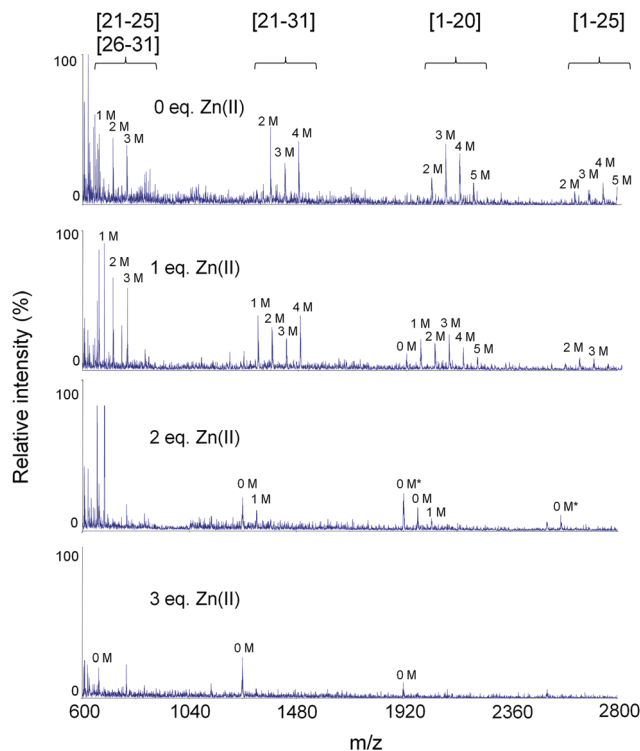 [21-25] [21-31] [1-20] [1-25]
[26-31]
100
0 eq. Zn(II)
1 M
2 M
3 M
2 M
3 M
4 M
2 M
3 M
4 M
5 M
2 M
3 M
4 M
5 M
0
100
1 eq. Zn(II)
1 M
2 M
3 M
1 M
2 M
3 M
4 M
0 M
1 M
2 M
3 M
4 M
5 M
2 M
3 M
0
Relative intensity (%)
100
2 eq. Zn(II)
0 M
1 M
0 M*
0 M
1 M
0 M*
0
100
3 eq. Zn(II)
0 M
0 M
0 M
0
600 1040 1480 1920 2360 2800
m/z